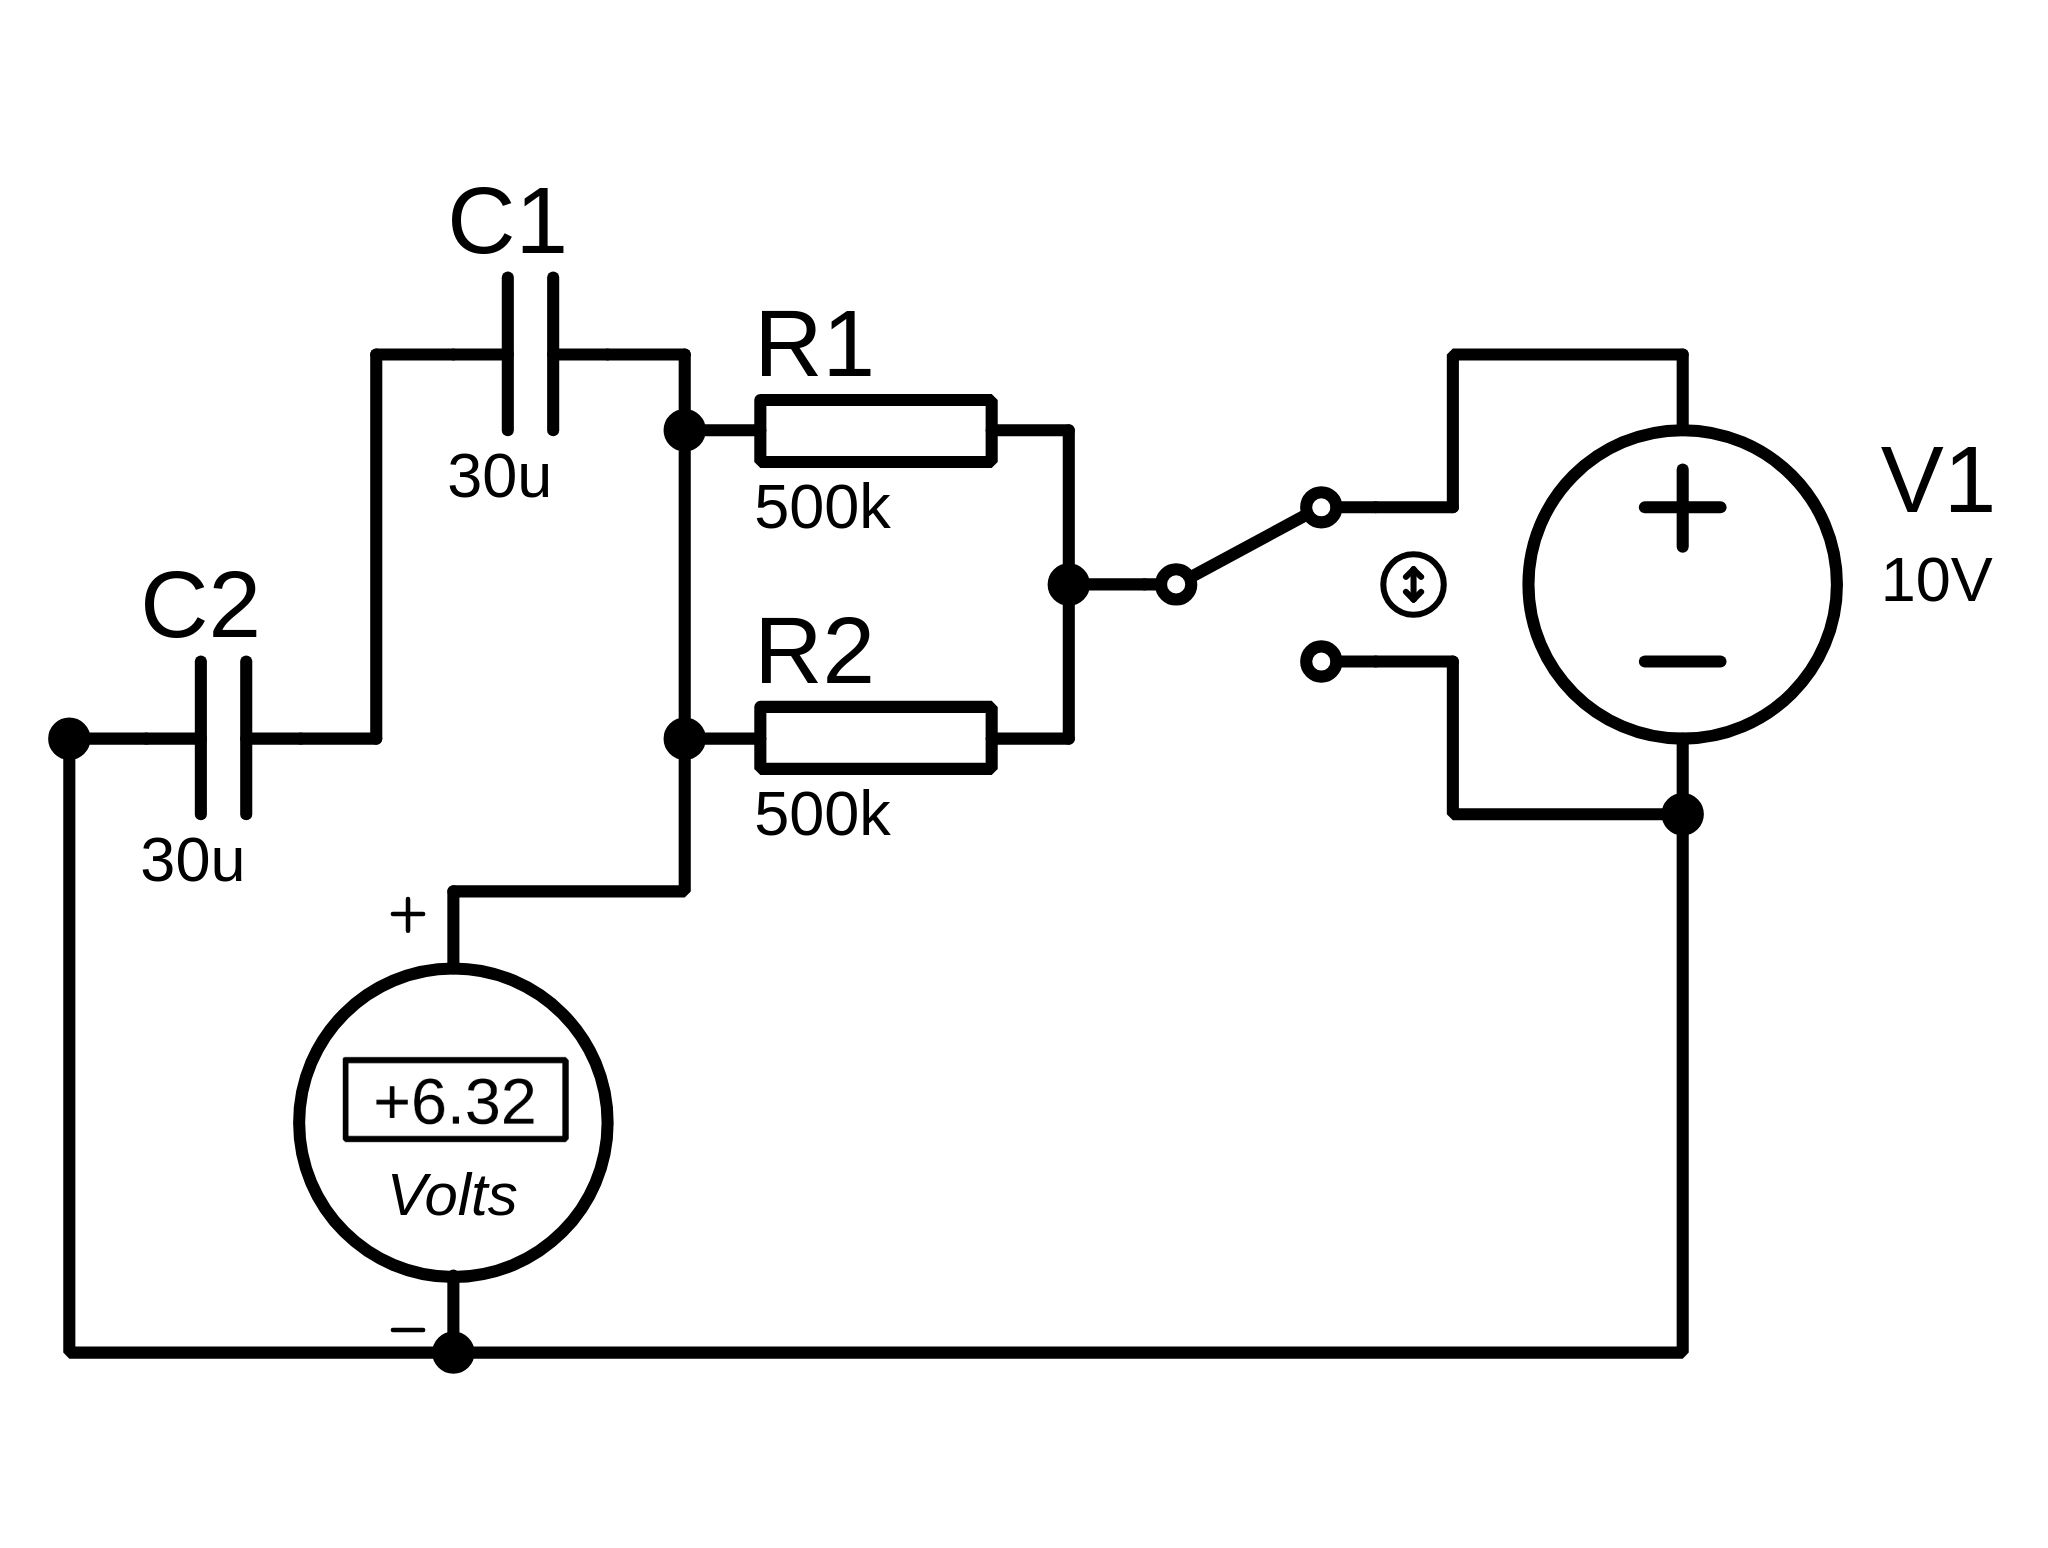 C1
30u
R1
500k
V1
10V
C2
30u
R2
500k
+
+6.32
Volts
−